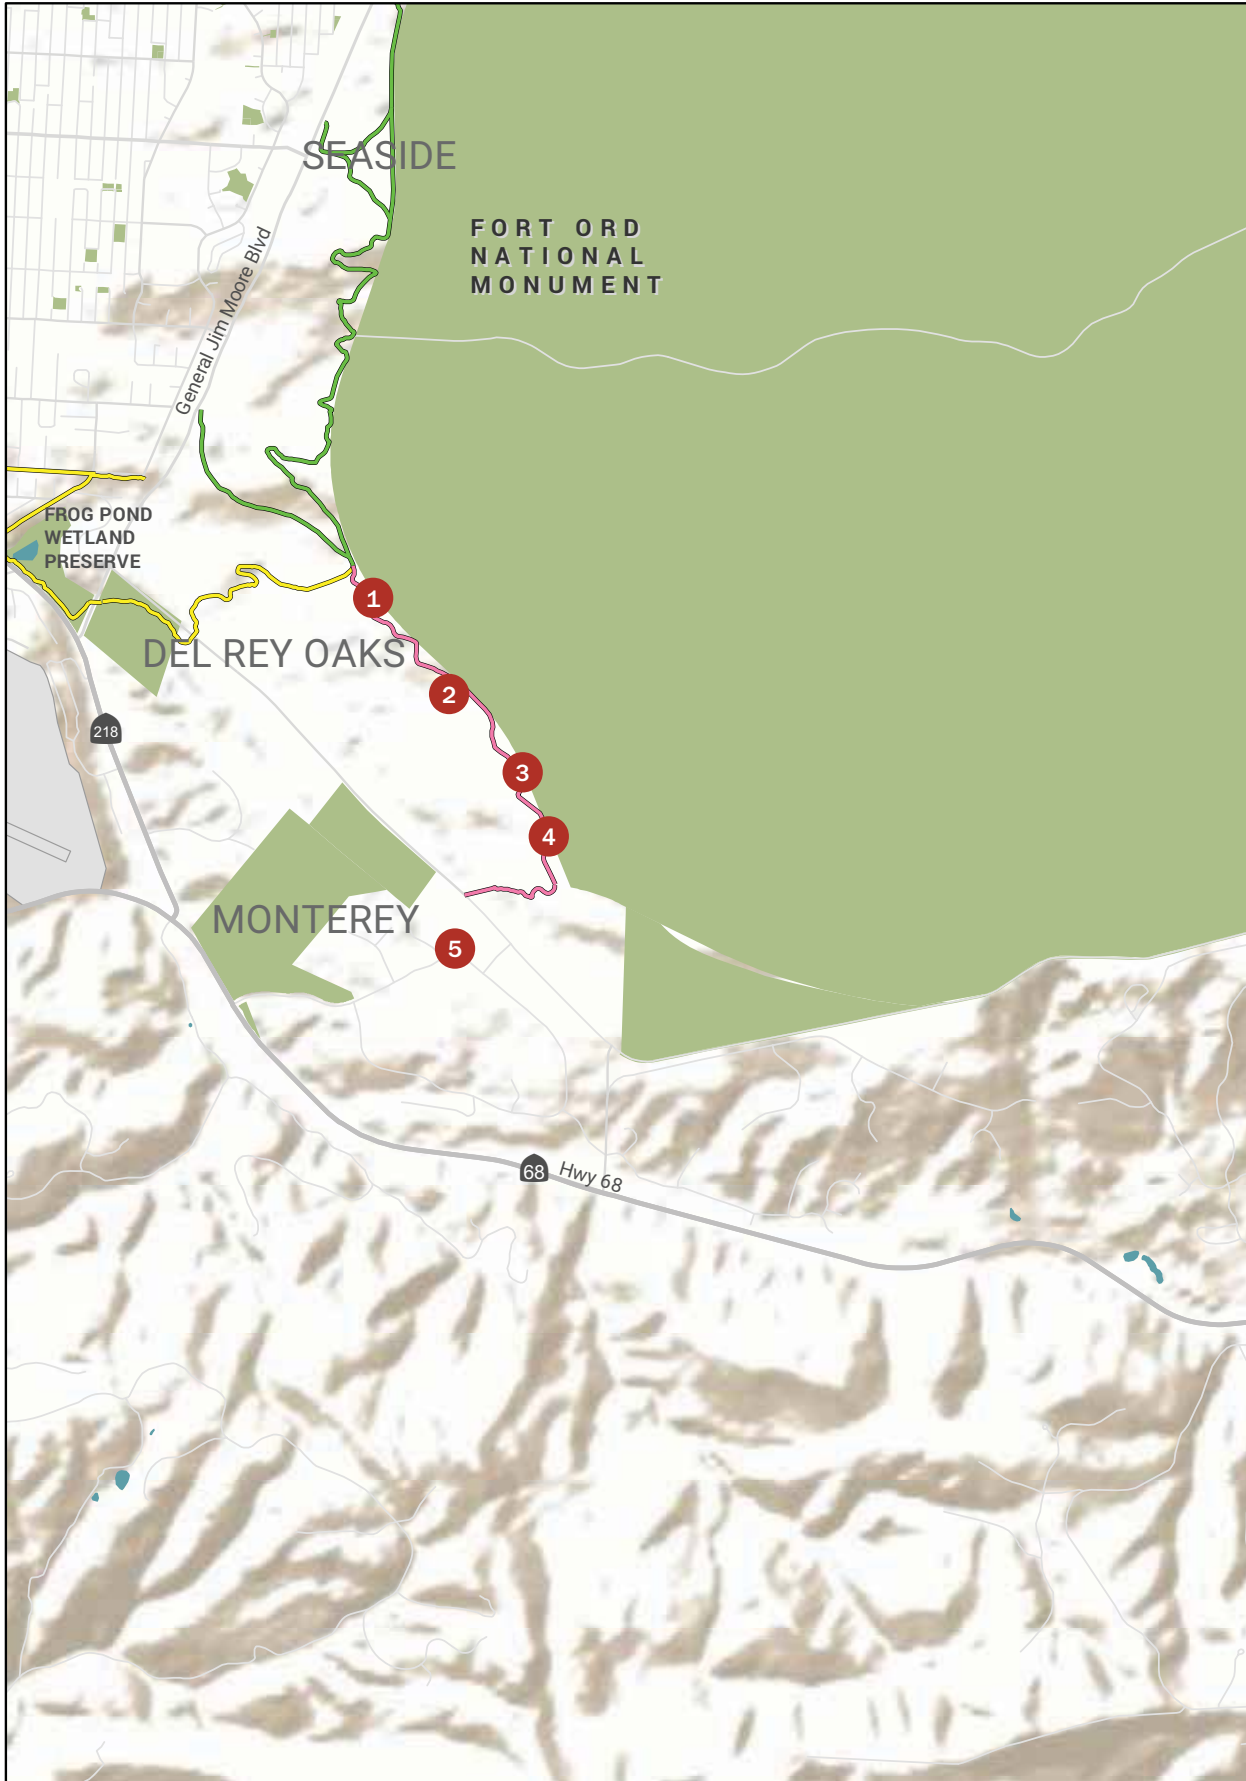 SEASIDE
FORT ORD
NATIONAL
MONUMENT
General Jim Moore Blvd
FROG POND
WETLAND
PRESERVE
1
DEL REY OAKS
2
218
3
4
MONTEREY
5
68
Hwy 68